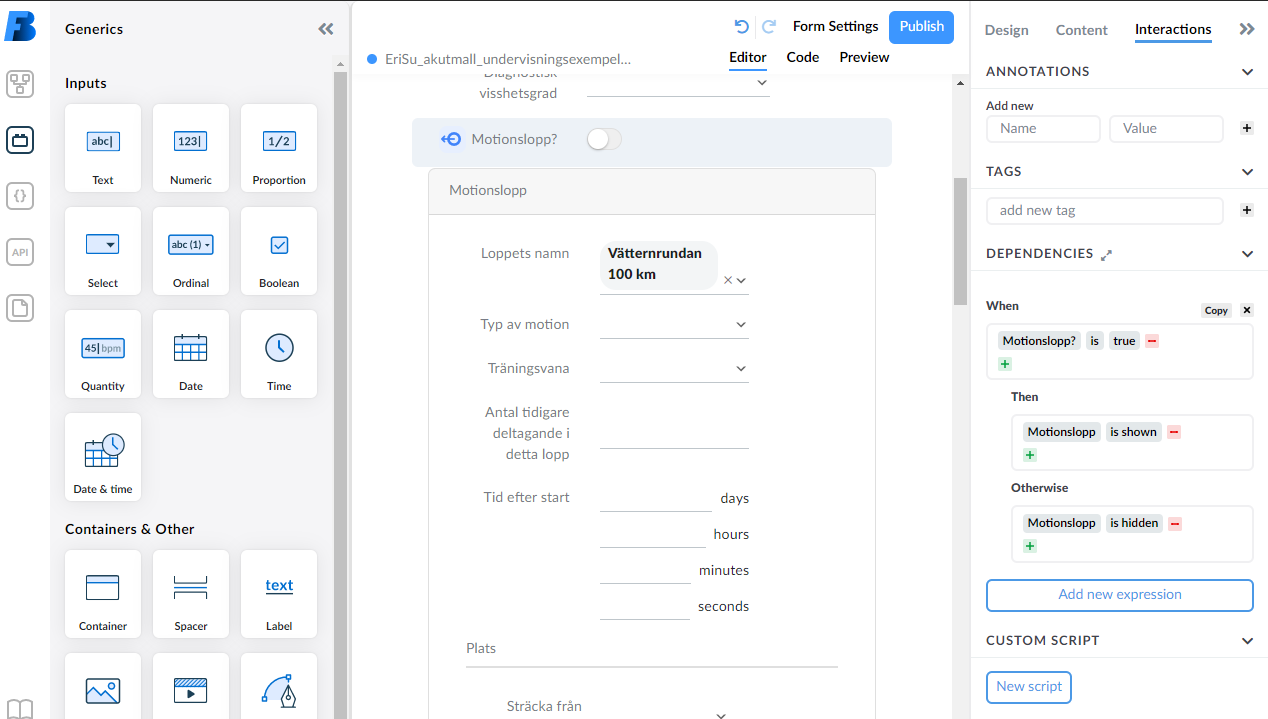 Generics
Inputs
abc|
123|
1/2
Text
Numeric
Proportion
abc (1)
Select
Ordinal
Boolean
45| bpm
Quantity
Date
Time
Date & time
Containers & Other
text
Container
Spacer
Label
{}
API
Form Settings
Publish
EriSu_akutmall_undervisningsexempel...
Editor
Code
Preview
Diagnostisk
visshetsgrad
Motionslopp?
Motionslopp
Loppets namn
Vätternrundan
100 km
Typ av motion
Träningsvana
Antal tidigare
deltagande i
detta lopp
Tid efter start
days
hours
minutes
seconds
Plats
Sträcka från
Design
Content
Interactions
ANNOTATIONS
Add new
Name
Value
TAGS
add new tag
DEPENDENCIES
When
Copy
Motionslopp? is true
Then
Motionslopp is shown
Otherwise
Motionslopp is hidden
Add new expression
CUSTOM SCRIPT
New script